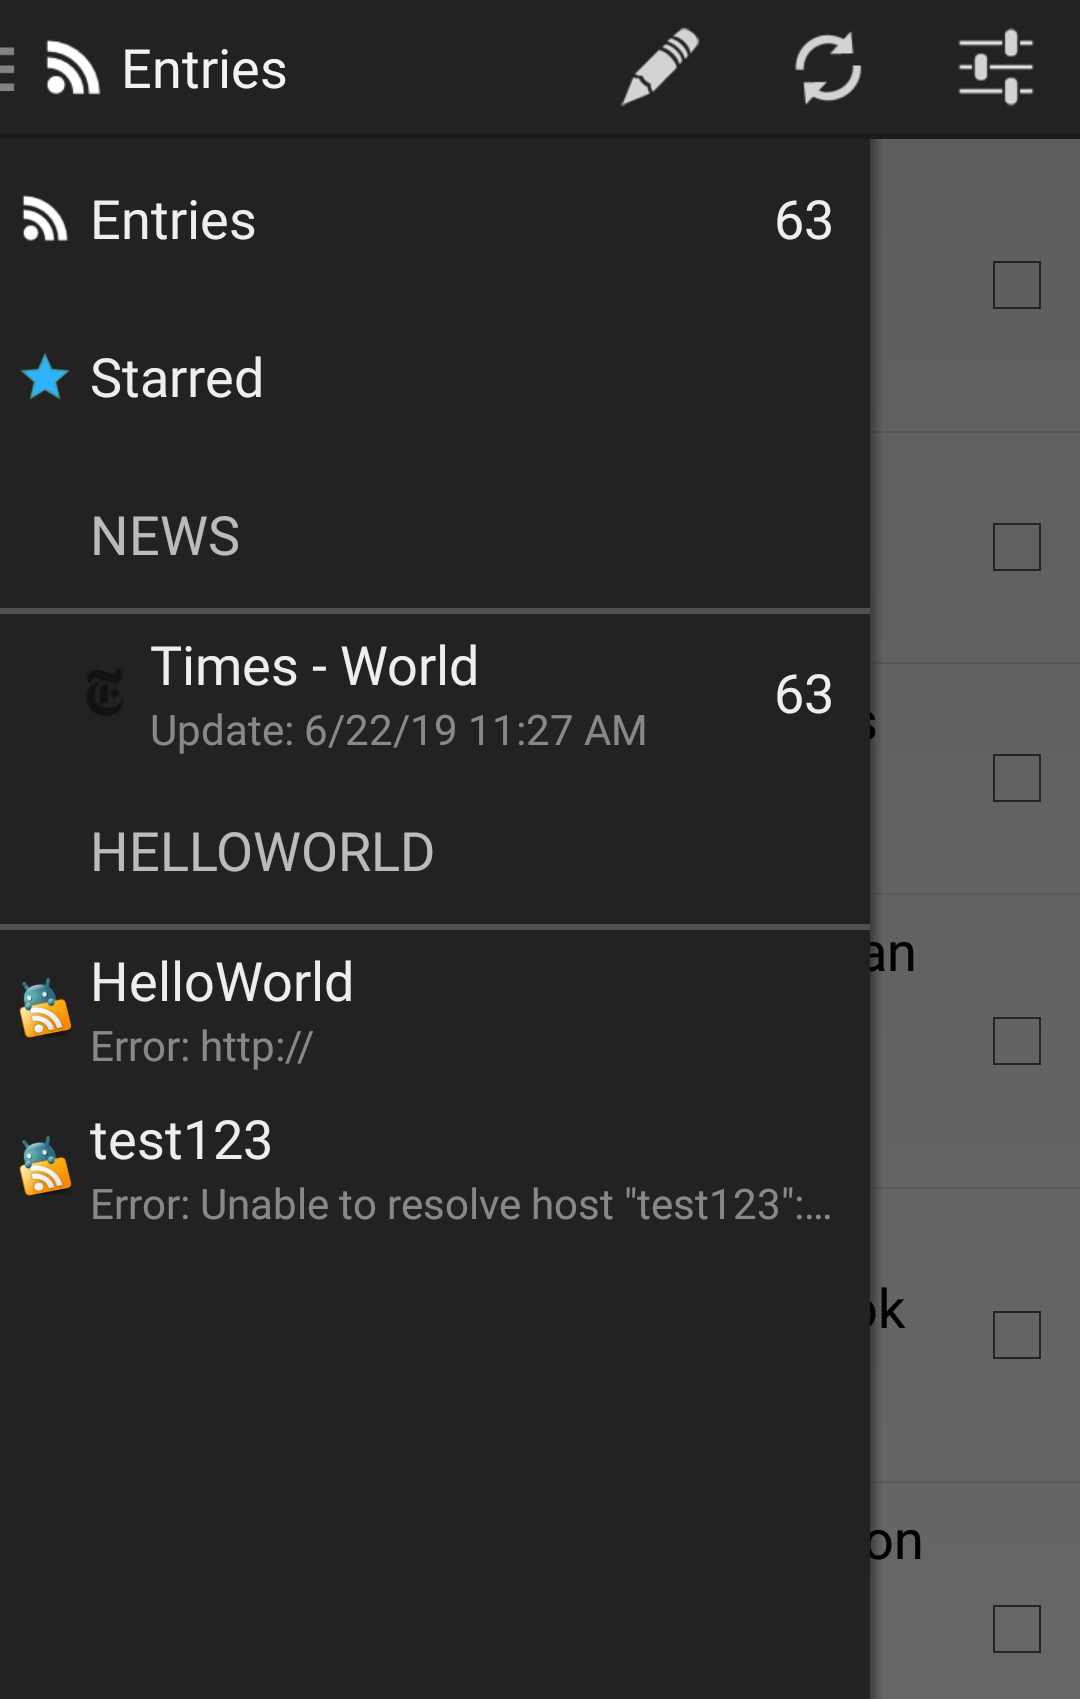 Entries
Entries 63
Starred
NEWS
Times - World 63
Update: 6/22/19 11:27 AM
HELLOWORLD
HelloWorld
Error: http://
test123
Error: Unable to resolve host "test123":...
s
an
ok
on